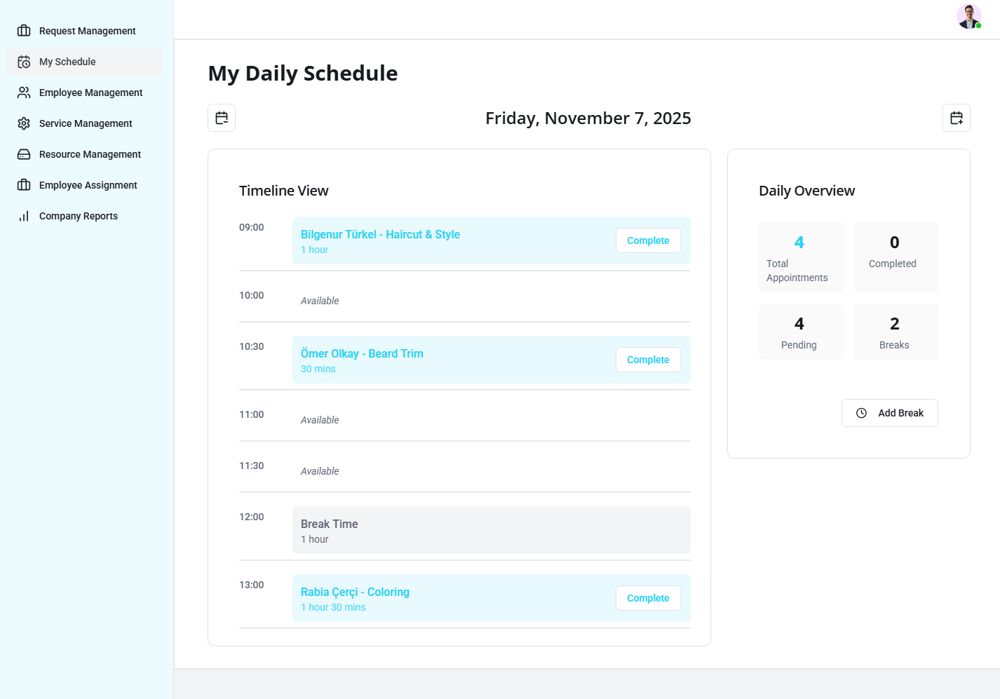 Request Management
My Schedule
Employee Management
Service Management
Resource Management
Employee Assignment
Company Reports
My Daily Schedule
Friday, November 7, 2025
Timeline View
09:00
Bilgenur Türkel - Haircut & Style
1 hour
Complete
10:00
Available
10:30
Ömer Olkay - Beard Trim
30 mins
Complete
11:00
Available
11:30
Available
12:00
Break Time
1 hour
13:00
Rabia Çerçi - Coloring
1 hour 30 mins
Complete
Daily Overview
4
Total
Appointments
0
Completed
4
Pending
2
Breaks
Add Break